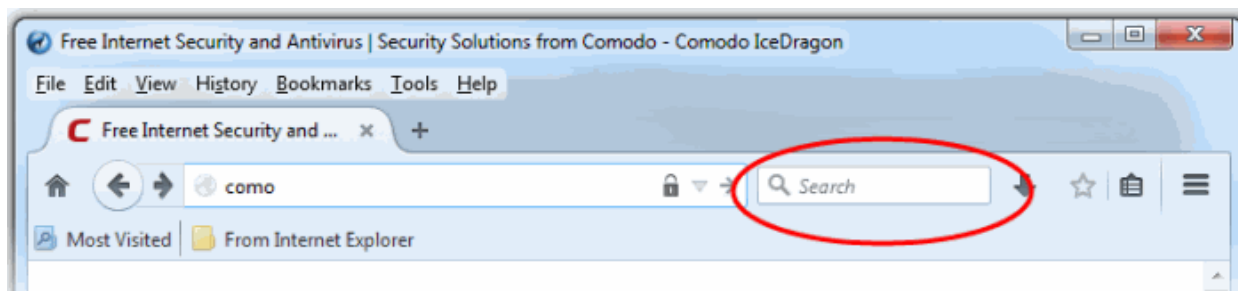 Free Internet Security and Antivirus | Security Solutions from Comodo - Comodo IceDragon
File Edit View History Bookmarks Tools Help
Free Internet Security and ...
como Search
Most Visited From Internet Explorer